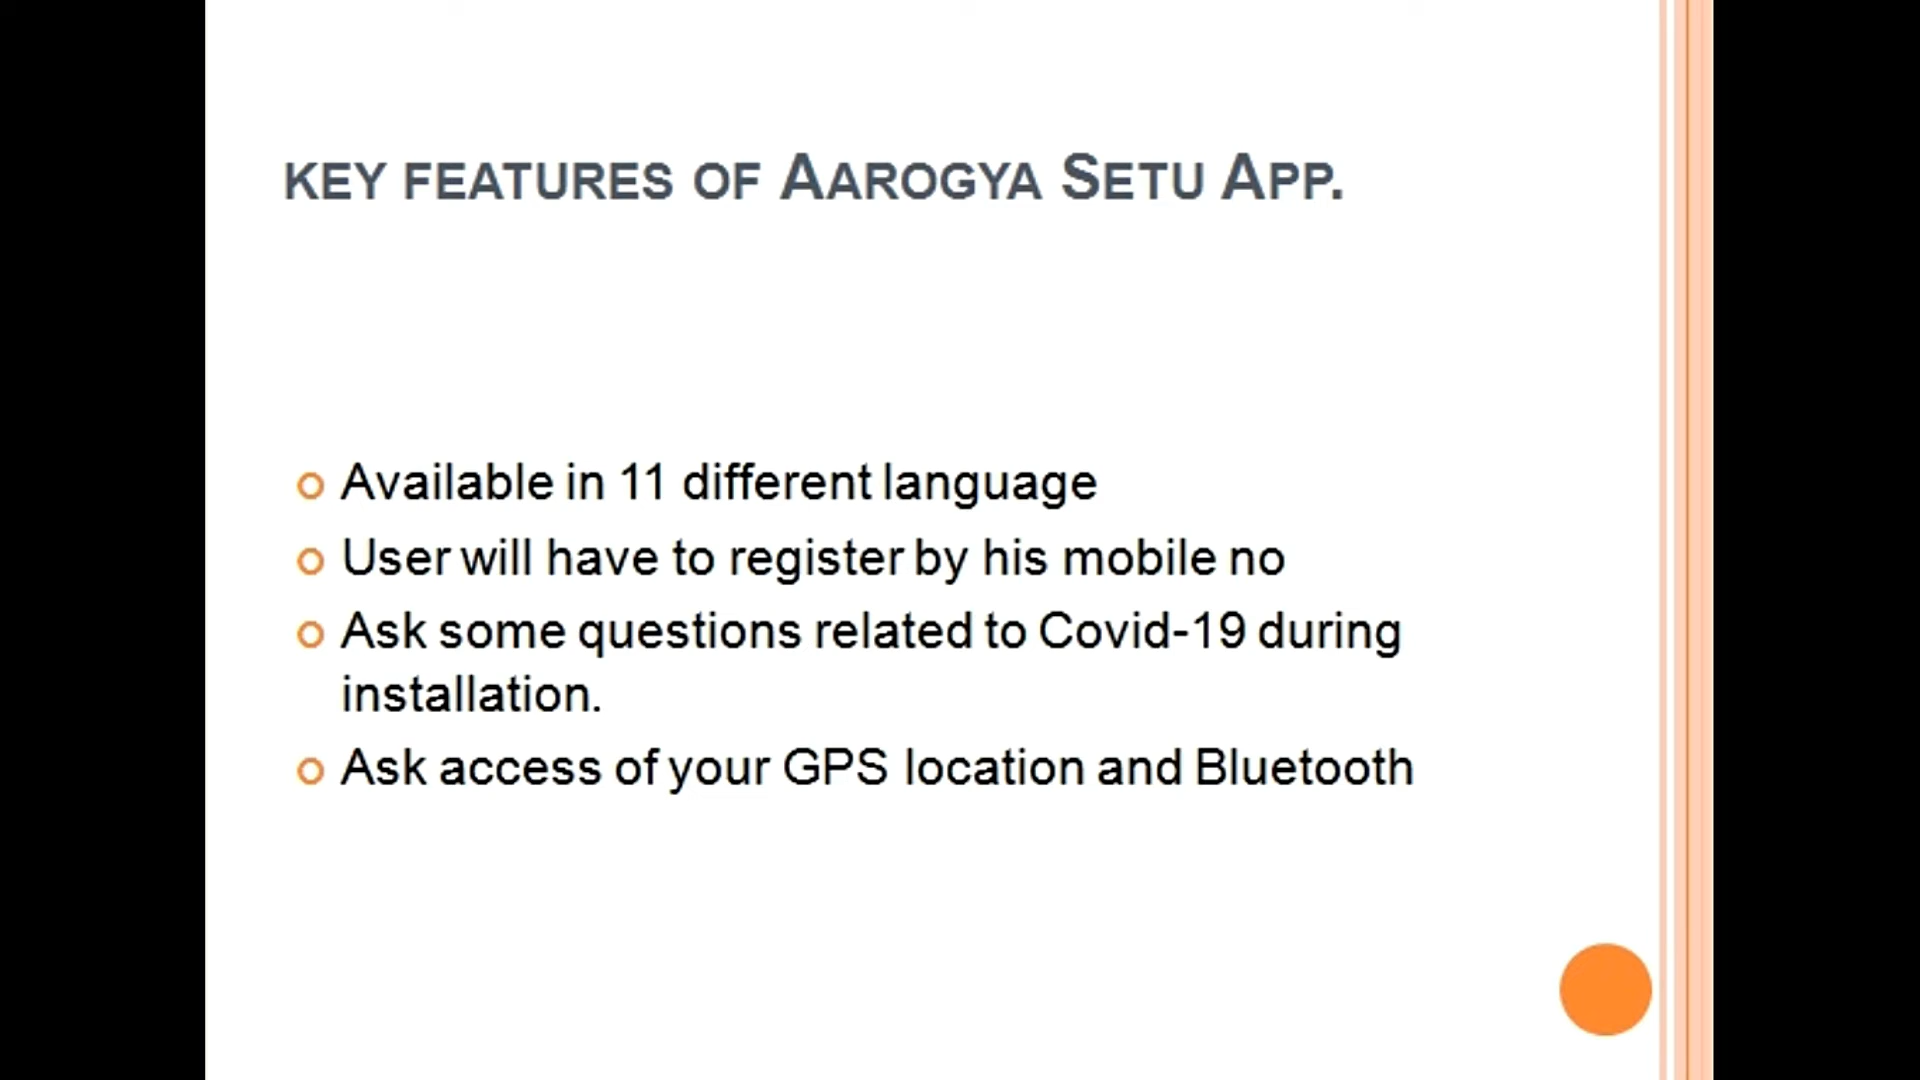 KEY FEATURES OF AAROGYA SETU APP.
Available in 11 different language
User will have to register by his mobile no
Ask some questions related to Covid-19 during
installation.
Ask access of your GPS location and Bluetooth